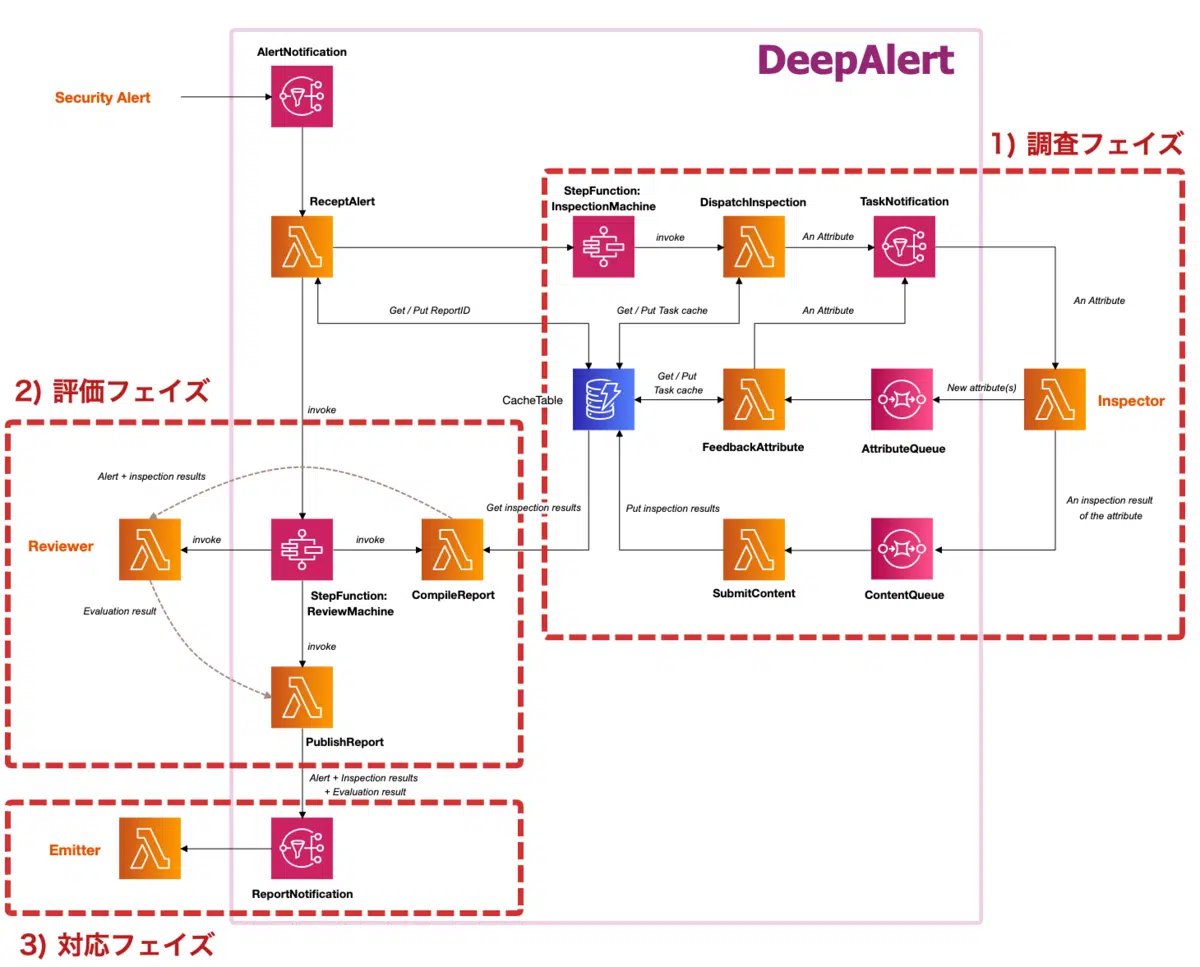 DeepAlert
AlertNotification
Security Alert
1) 調査フェイズ
ReceptAlert
StepFunction:
InspectionMachine
DispatchInspection
TaskNotification
invoke
An Attribute
Get / Put ReportID
Get / Put Task cache
An Attribute
An Attribute
2) 評価フェイズ
invoke
CacheTable
Get / Put
Task cache
New attribute(s)
Inspector
FeedbackAttribute
AttributeQueue
Alert + inspection results
Get inspection results
Put inspection results
An inspection result
of the attribute
Reviewer
invoke
invoke
StepFunction:
ReviewMachine
CompileReport
SubmitContent
ContentQueue
Evaluation result
invoke
PublishReport
Alert + Inspection results
+ Evaluation result
Emitter
ReportNotification
3) 対応フェイズ